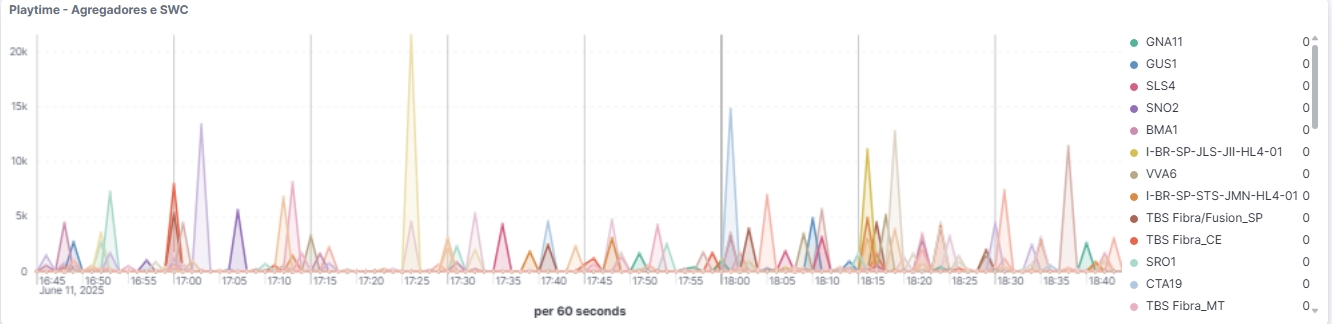 Playtime - Agregadores e SWC
20k
15k
10k
5k
0
16:45 16:50 16:55 17:00 17:05 17:10 17:15 17:20 17:25 17:30 17:35 17:40 17:45 17:50 17:55 18:00 18:05 18:10 18:15 18:20 18:25 18:30 18:35 18:40
June 11, 2025
per 60 seconds
GNA11 0
GUS1 0
SLS4 0
SNO2 0
BMA1 0
I-BR-SP-JLS-JII-HL4-01 0
VVA6 0
I-BR-SP-STS-JMN-HL4-01 0
TBS Fibra/Fusion_SP 0
TBS Fibra_CE 0
SRO1 0
CTA19 0
TBS Fibra_MT 0